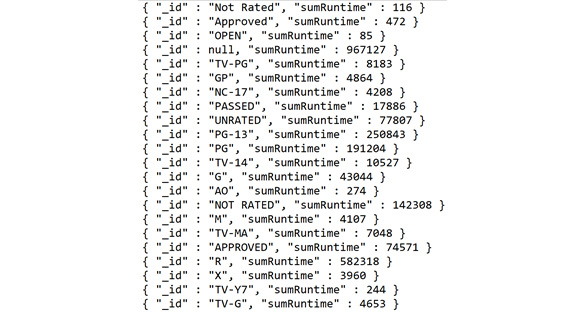 { "_id" : "Not Rated", "sumRuntime" : 116 }
{ "_id" : "Approved", "sumRuntime" : 472 }
{ "_id" : "OPEN", "sumRuntime" : 85 }
{ "_id" : null, "sumRuntime" : 967127 }
{ "_id" : "TV-PG", "sumRuntime" : 8183 }
{ "_id" : "GP", "sumRuntime" : 4864 }
{ "_id" : "NC-17", "sumRuntime" : 4208 }
{ "_id" : "PASSED", "sumRuntime" : 17886 }
{ "_id" : "UNRATED", "sumRuntime" : 77807 }
{ "_id" : "PG-13", "sumRuntime" : 250843 }
{ "_id" : "PG", "sumRuntime" : 191204 }
{ "_id" : "TV-14", "sumRuntime" : 10527 }
{ "_id" : "G", "sumRuntime" : 43044 }
{ "_id" : "AO", "sumRuntime" : 274 }
{ "_id" : "NOT RATED", "sumRuntime" : 142308 }
{ "_id" : "M", "sumRuntime" : 4107 }
{ "_id" : "TV-MA", "sumRuntime" : 7048 }
{ "_id" : "APPROVED", "sumRuntime" : 74571 }
{ "_id" : "R", "sumRuntime" : 582318 }
{ "_id" : "X", "sumRuntime" : 3960 }
{ "_id" : "TV-Y7", "sumRuntime" : 244 }
{ "_id" : "TV-G", "sumRuntime" : 4653 }